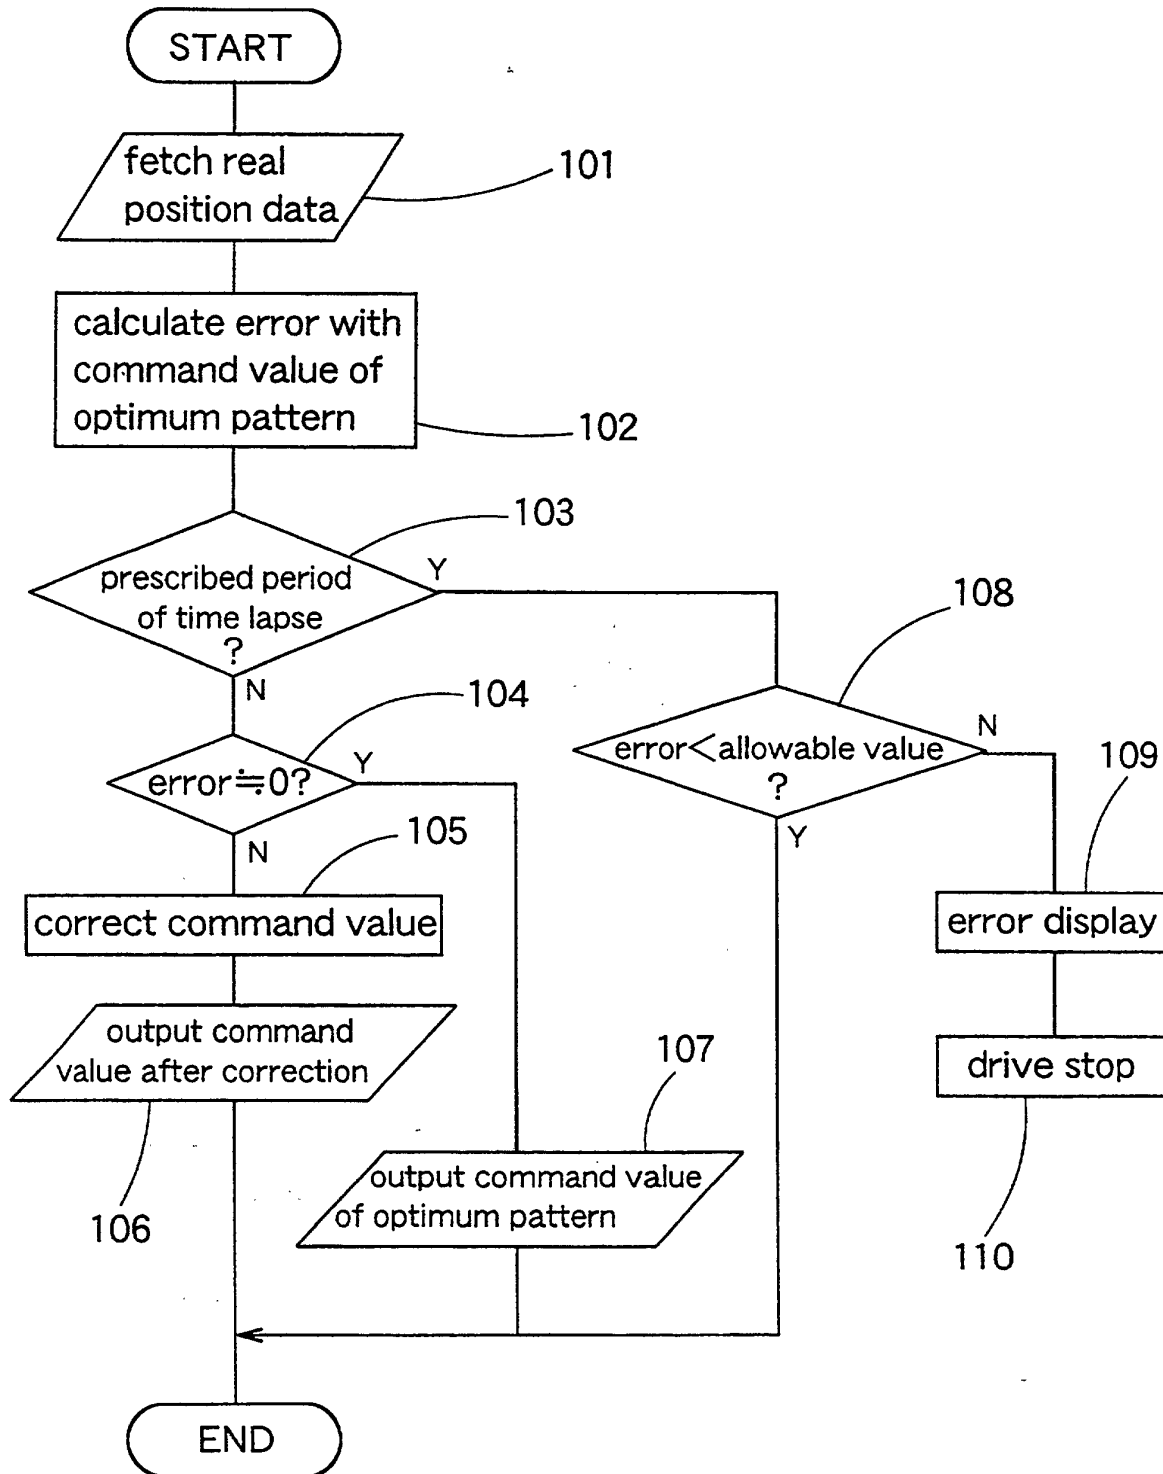 START
fetch real
position data
101
calculate error with
command value of
optimum pattern
102
103
prescribed period
of time lapse
?
Y
N
104
error≒0?
Y
N
105
correct command value
output command
value after correction
106
107
output command value
of optimum pattern
108
error<allowable value
?
N
Y
109
error display
drive stop
110
END